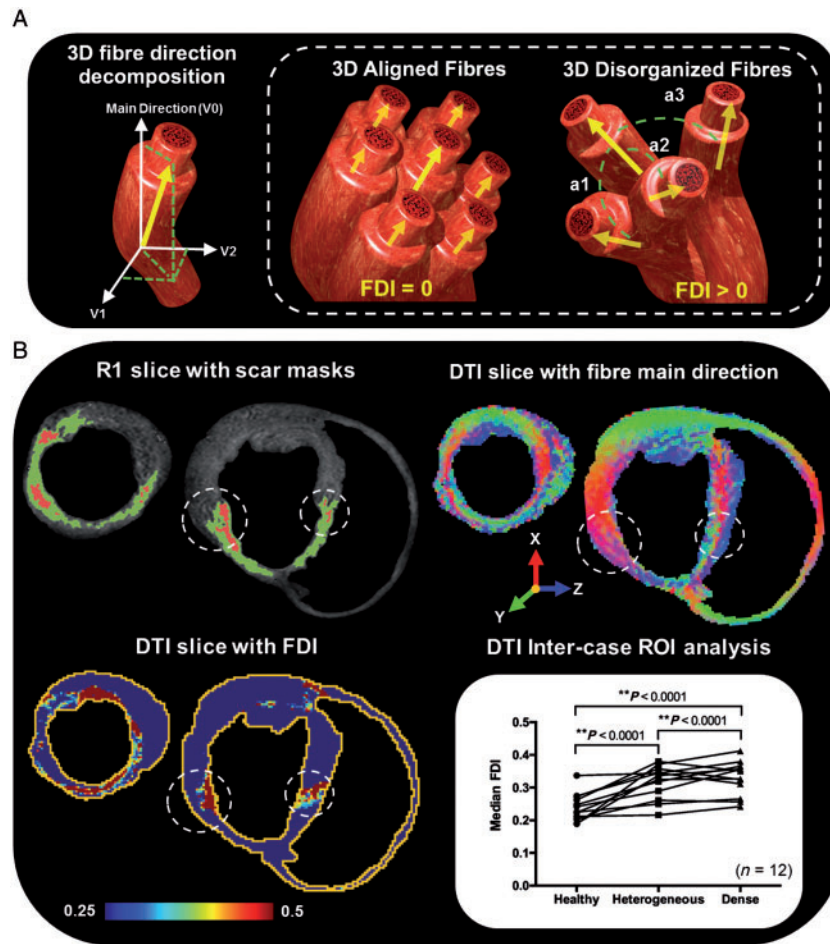 A
3D fibre direction
decomposition
Main Direction (V0)
V2
V1
3D Aligned Fibres
FDI = 0
3D Disorganized Fibres
a3
a2
a1
FDI > 0
B
R1 slice with scar masks
DTI slice with fibre main direction
X
Z
Y
DTI slice with FDI
0.25
0.5
DTI Inter-case ROI analysis
**P < 0.0001
**P < 0.0001
**P < 0.0001
Median FDI
0.5
0.4
0.3
0.2
0.1
0.0
Healthy Heterogeneous Dense
(n = 12)